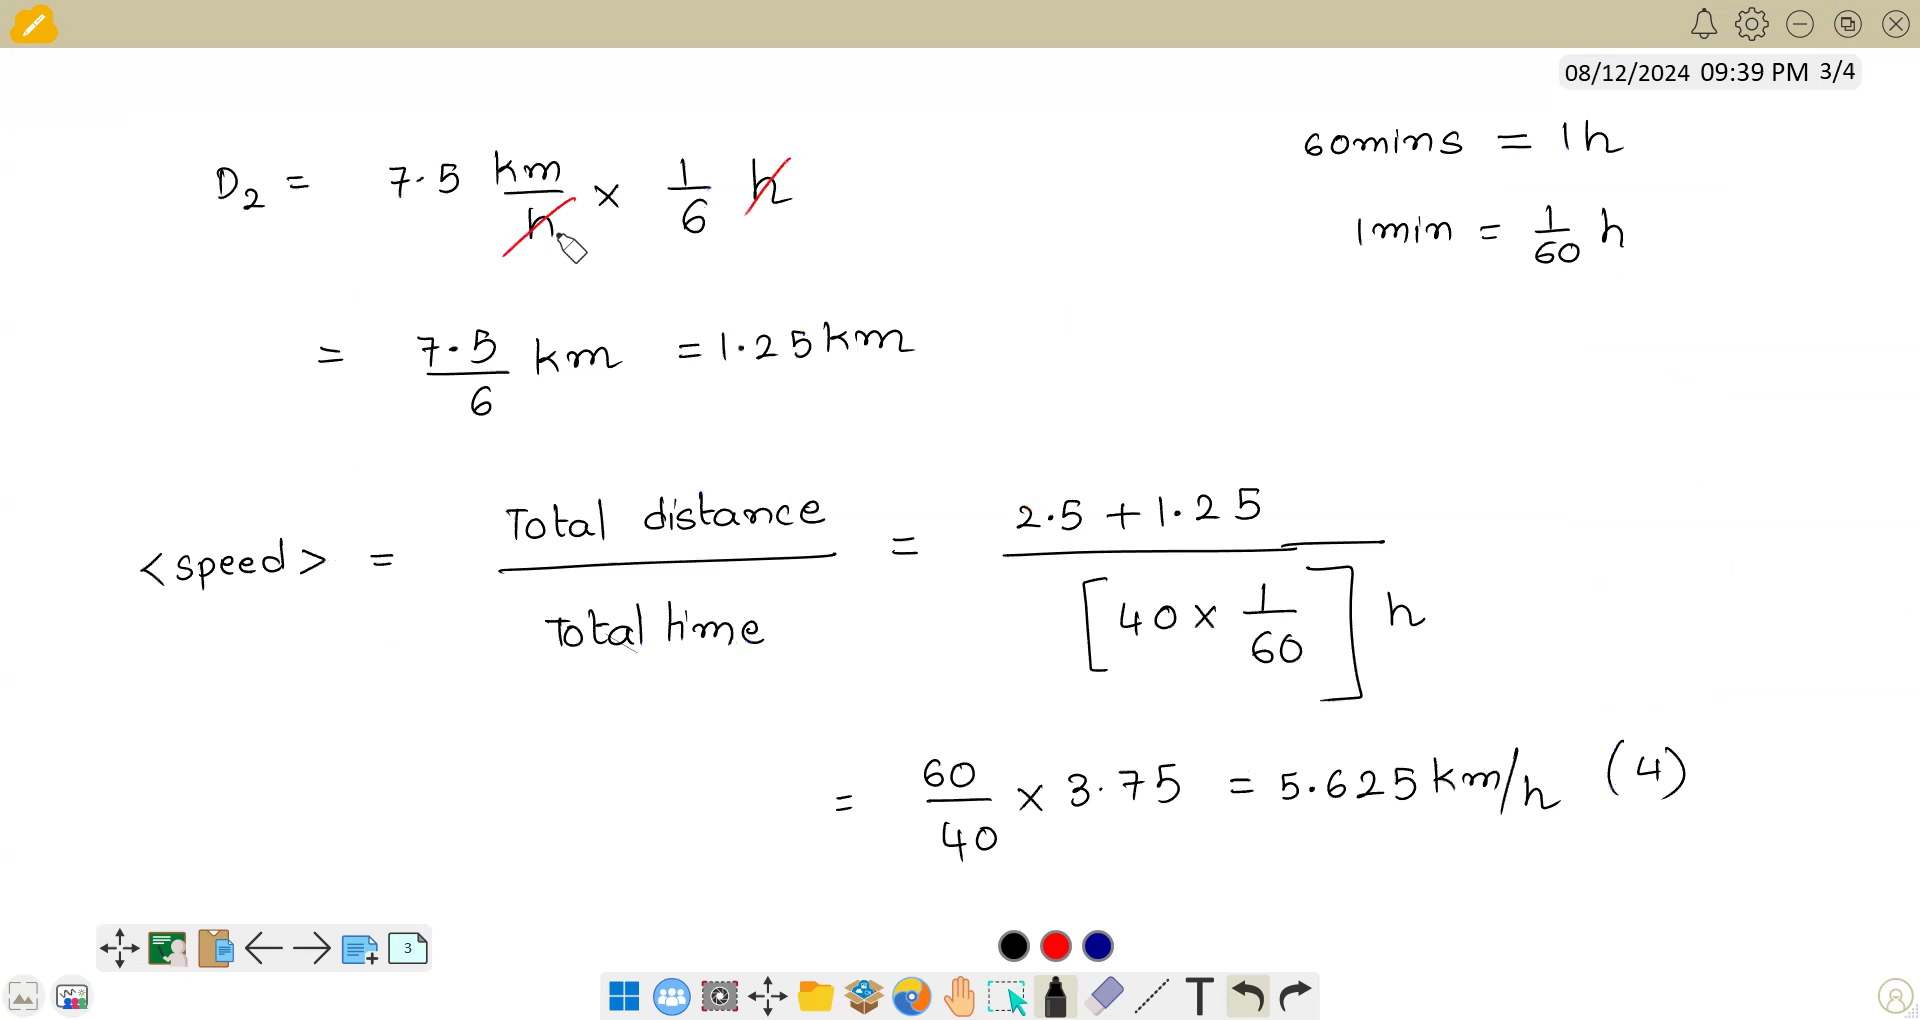 08/12/2024 09:39 PM 3/4
60mins = 1h
D2 = 7.5 km/h × 1/6 h
1min = 1/60 h
= 7.5/6 km = 1.25km
<speed> = Total distance / Total time = 2.5 + 1.25 / [40 × 1/60] h
= 60/40 × 3.75 = 5.625 km/h (4)
3
T